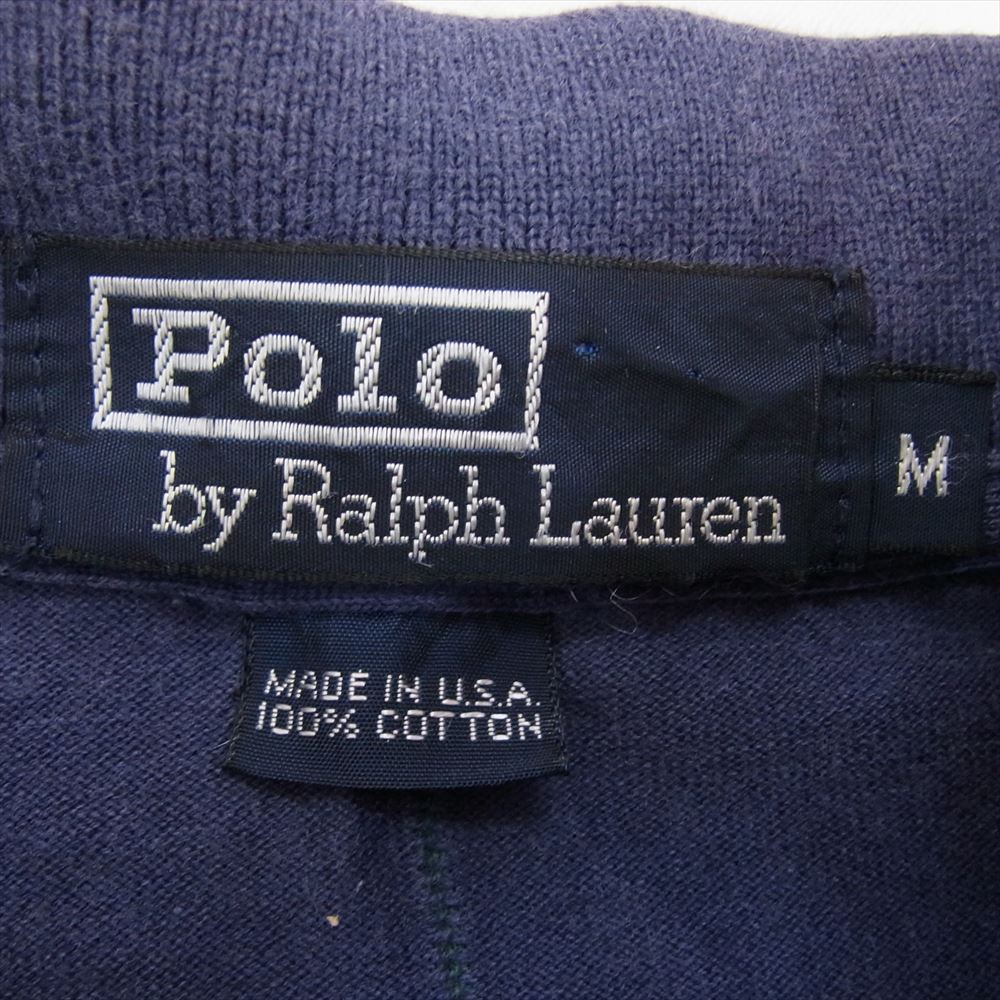 Polo
by Ralph Lauren
M
MADE IN U.S.A.
100% COTTON